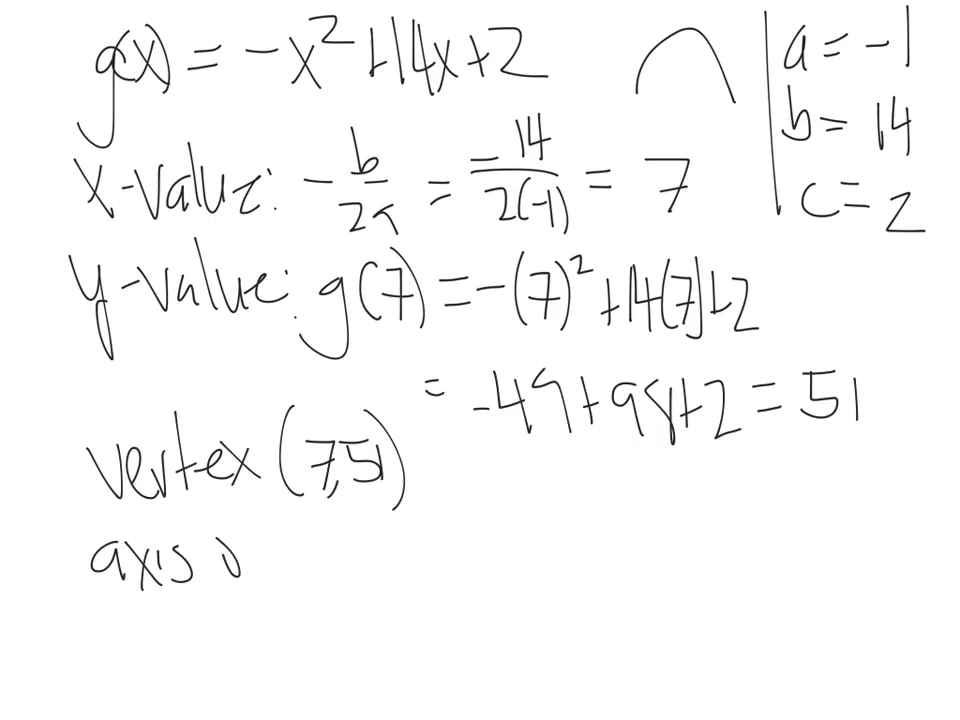 g(x) = -x² + 14x + 2
a = -1
b = 14
c = 2
x-value: -b/2a = -14/2(-1) = 7
y-value: g(7) = -(7)² + 14(7) + 2
= -49 + 98 + 2 = 51
vertex (7,51)
axis o